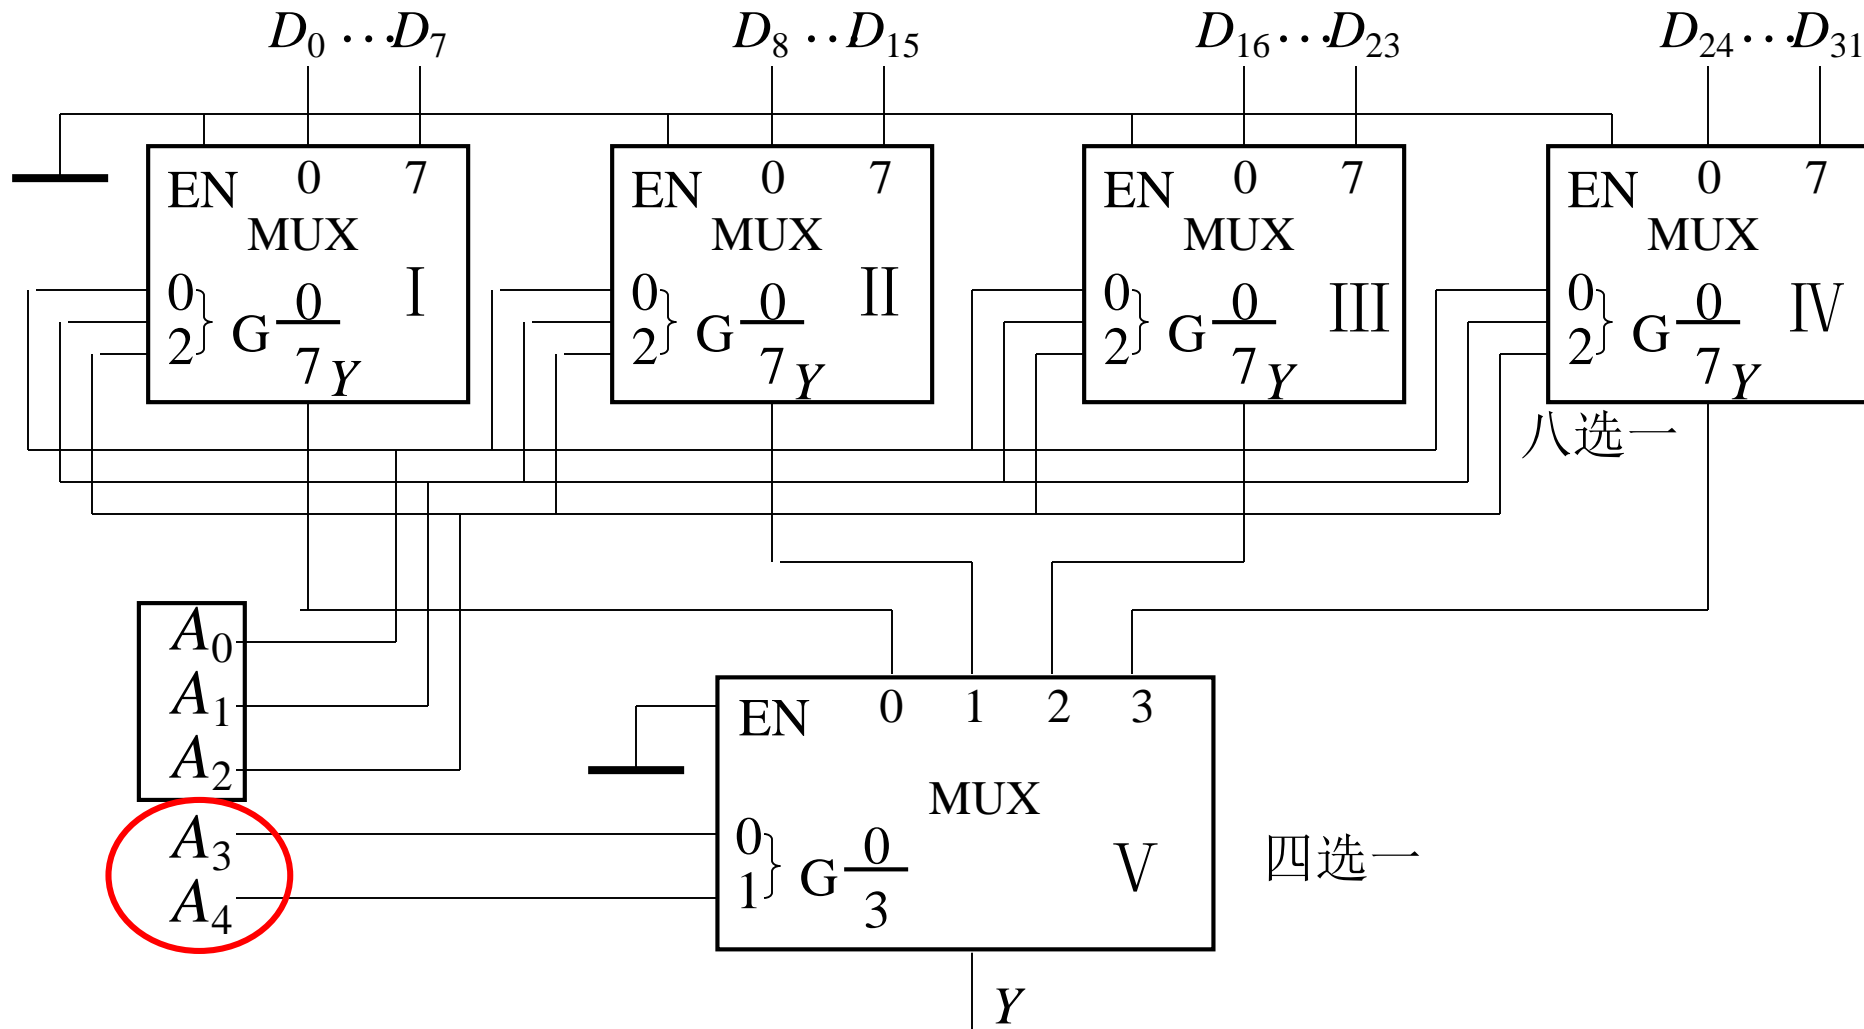 D0 ⋯ D7 D8 ⋯ D15 D16 ⋯ D23 D24 ⋯ D31
EN 0 7 EN 0 7 EN 0 7 EN 0 7
MUX MUX MUX MUX
0 0 Ⅰ 0 0 Ⅱ 0 0 Ⅲ 0 0 Ⅳ
2 } G 7 Y 2 } G 7 Y 2 } G 7 Y 2 } G 7 Y
八选一
A0
A1
A2
A3
A4
EN 0 1 2 3
MUX
0 0
1 } G 3 Ⅴ
四选一
Y